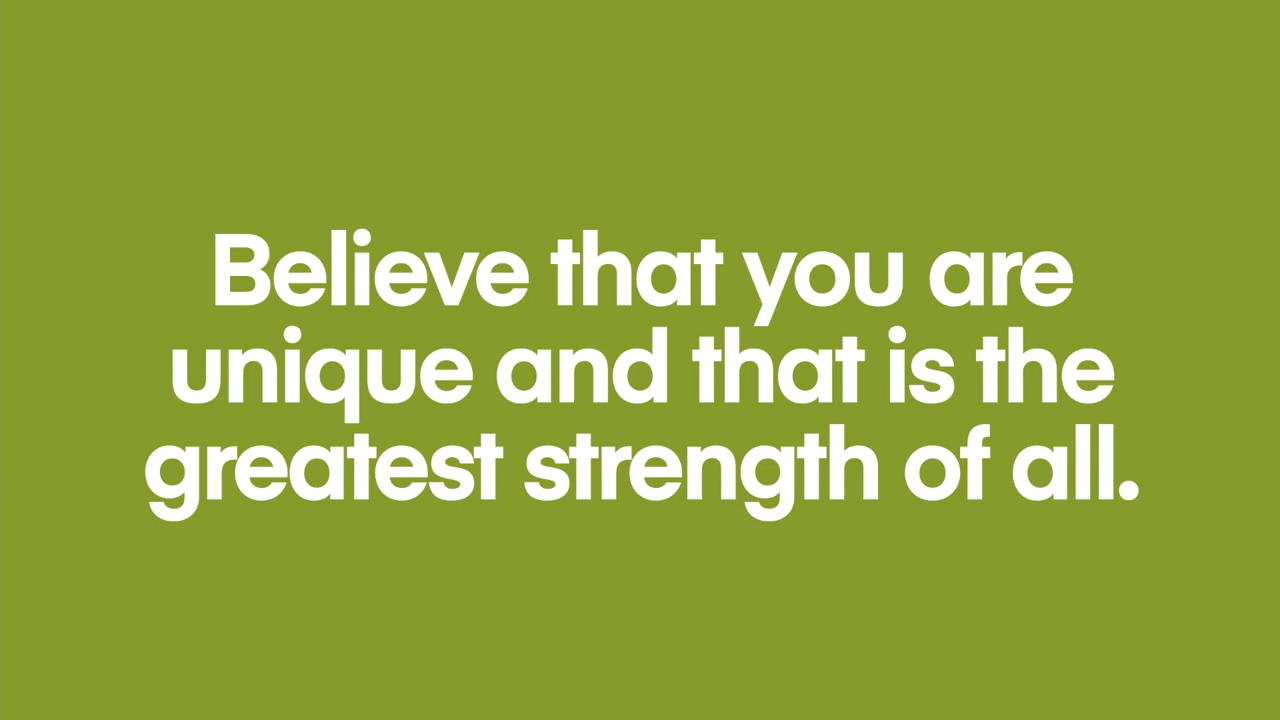 Believe that you are
unique and that is the
greatest strength of all.